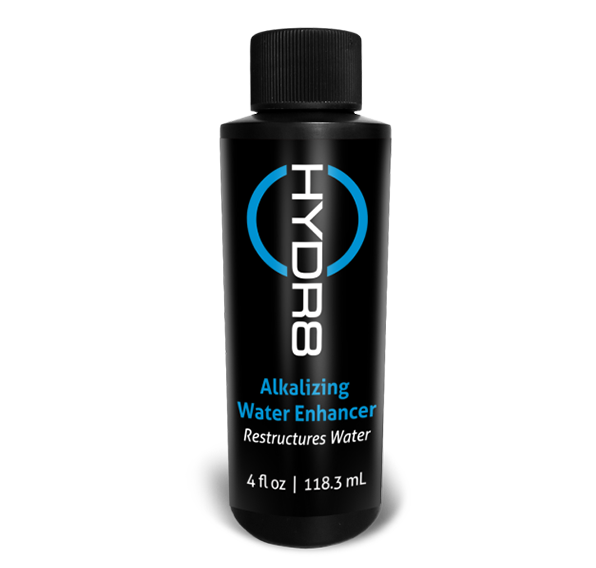 HYDR8
Alkalizing
Water Enhancer
Restructures Water
4 fl oz | 118.3 mL